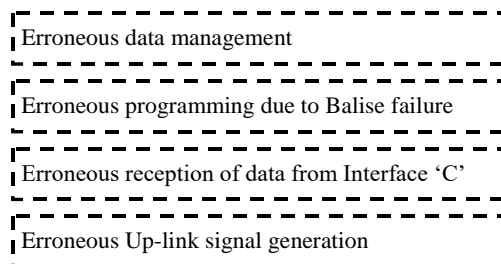 Erroneous data management
Erroneous programming due to Balise failure
Erroneous reception of data from Interface ‘C’
Erroneous Up-link signal generation